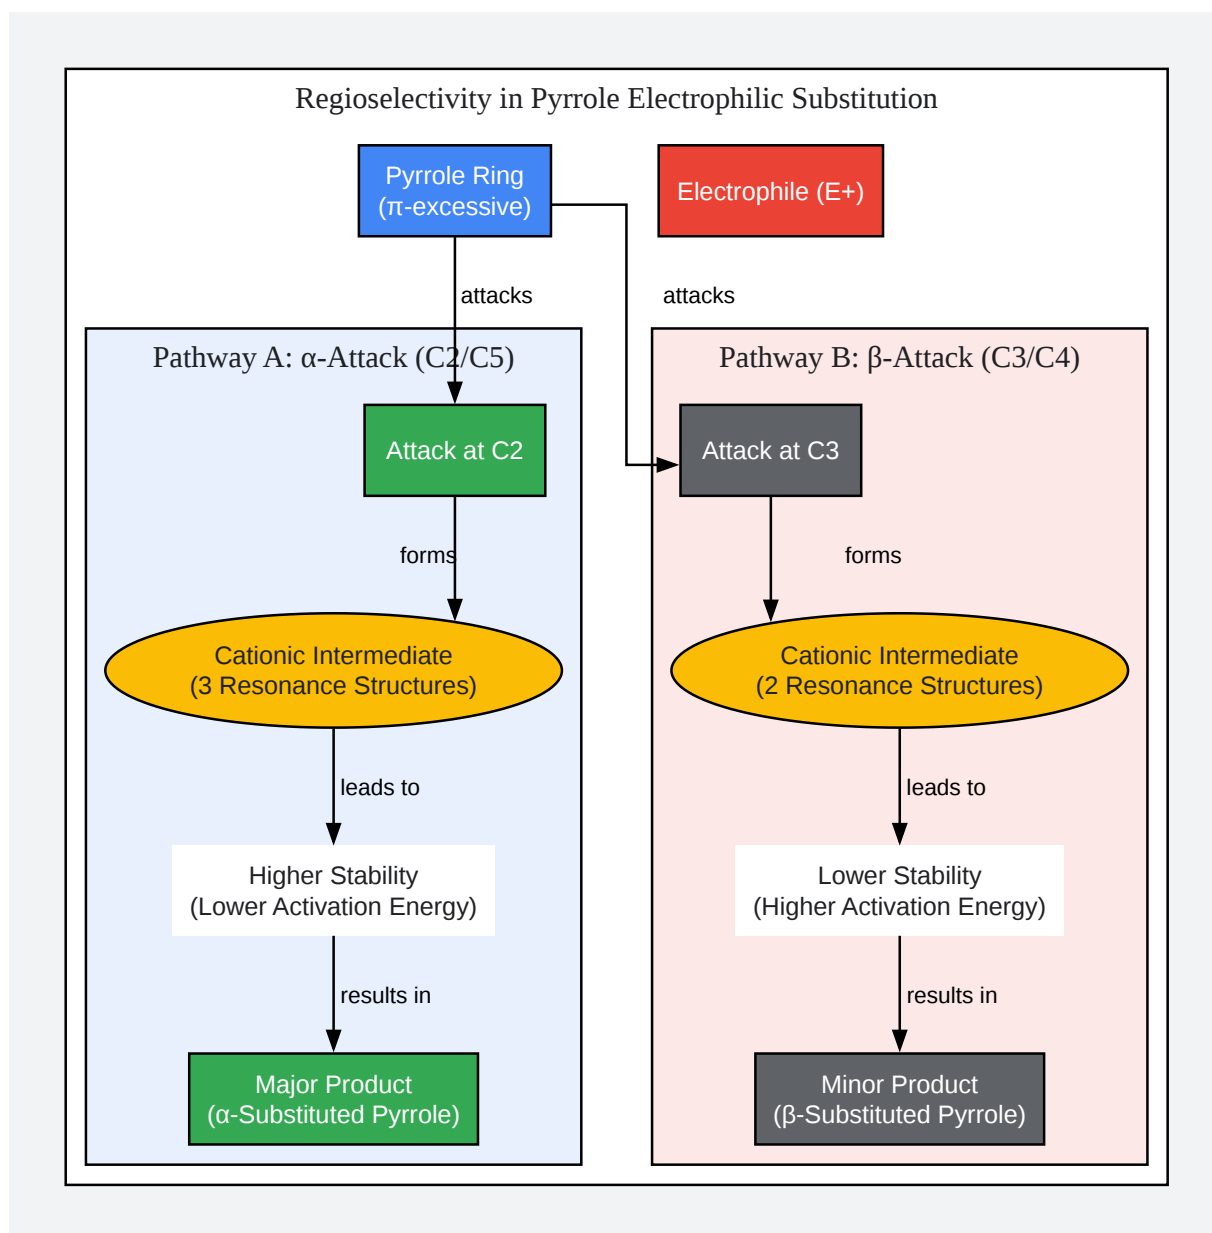 Regioselectivity in Pyrrole Electrophilic Substitution
Pyrrole Ring
(π-excessive)
Electrophile (E+)
attacks
attacks
Pathway A: α-Attack (C2/C5)
Attack at C2
forms
Cationic Intermediate
(3 Resonance Structures)
leads to
Higher Stability
(Lower Activation Energy)
results in
Major Product
(α-Substituted Pyrrole)
Pathway B: β-Attack (C3/C4)
Attack at C3
forms
Cationic Intermediate
(2 Resonance Structures)
leads to
Lower Stability
(Higher Activation Energy)
results in
Minor Product
(β-Substituted Pyrrole)